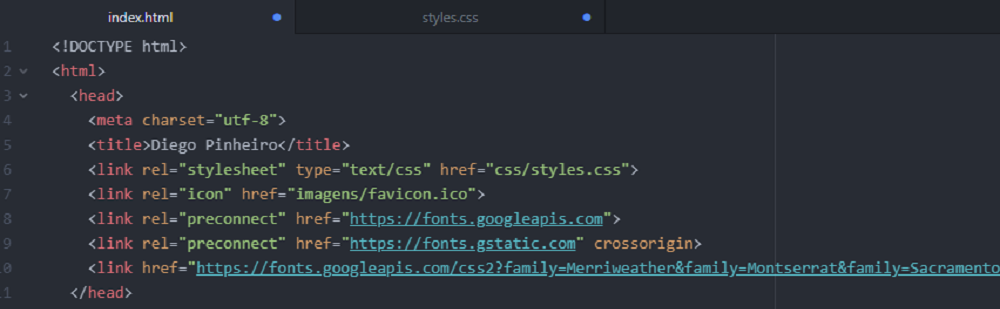 index.html styles.css
1 <!DOCTYPE html>
2 <html>
3 <head>
4 <meta charset="utf-8">
5 <title>Diego Pinheiro</title>
6 <link rel="stylesheet" type="text/css" href="css/styles.css">
7 <link rel="icon" href="imagens/favicon.ico">
8 <link rel="preconnect" href="https://fonts.googleapis.com">
9 <link rel="preconnect" href="https://fonts.gstatic.com" crossorigin>
10 <link href="https://fonts.googleapis.com/css2?family=Merriweather&family=Montserrat&family=Sacramento
11 </head>